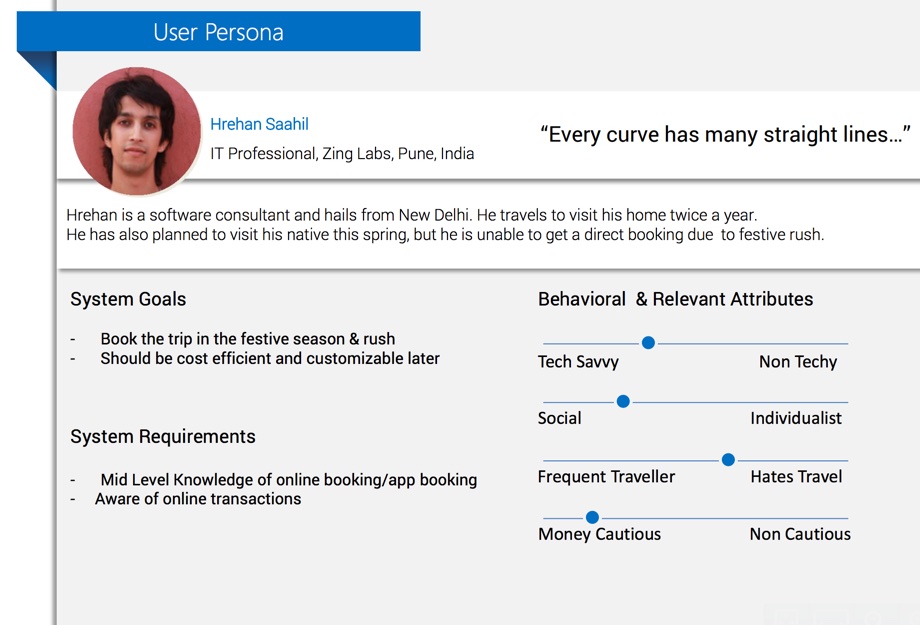 User Persona
Hrehan Saahil
IT Professional, Zing Labs, Pune, India
“Every curve has many straight lines...”
Hrehan is a software consultant and hails from New Delhi. He travels to visit his home twice a year.
He has also planned to visit his native this spring, but he is unable to get a direct booking due  to festive rush.
System Goals
- Book the trip in the festive season & rush
- Should be cost efficient and customizable later
System Requirements
- Mid Level Knowledge of online booking/app booking
- Aware of online transactions
Behavioral  & Relevant Attributes
Tech Savvy Non Techy
Social Individualist
Frequent Traveller Hates Travel
Money Cautious Non Cautious